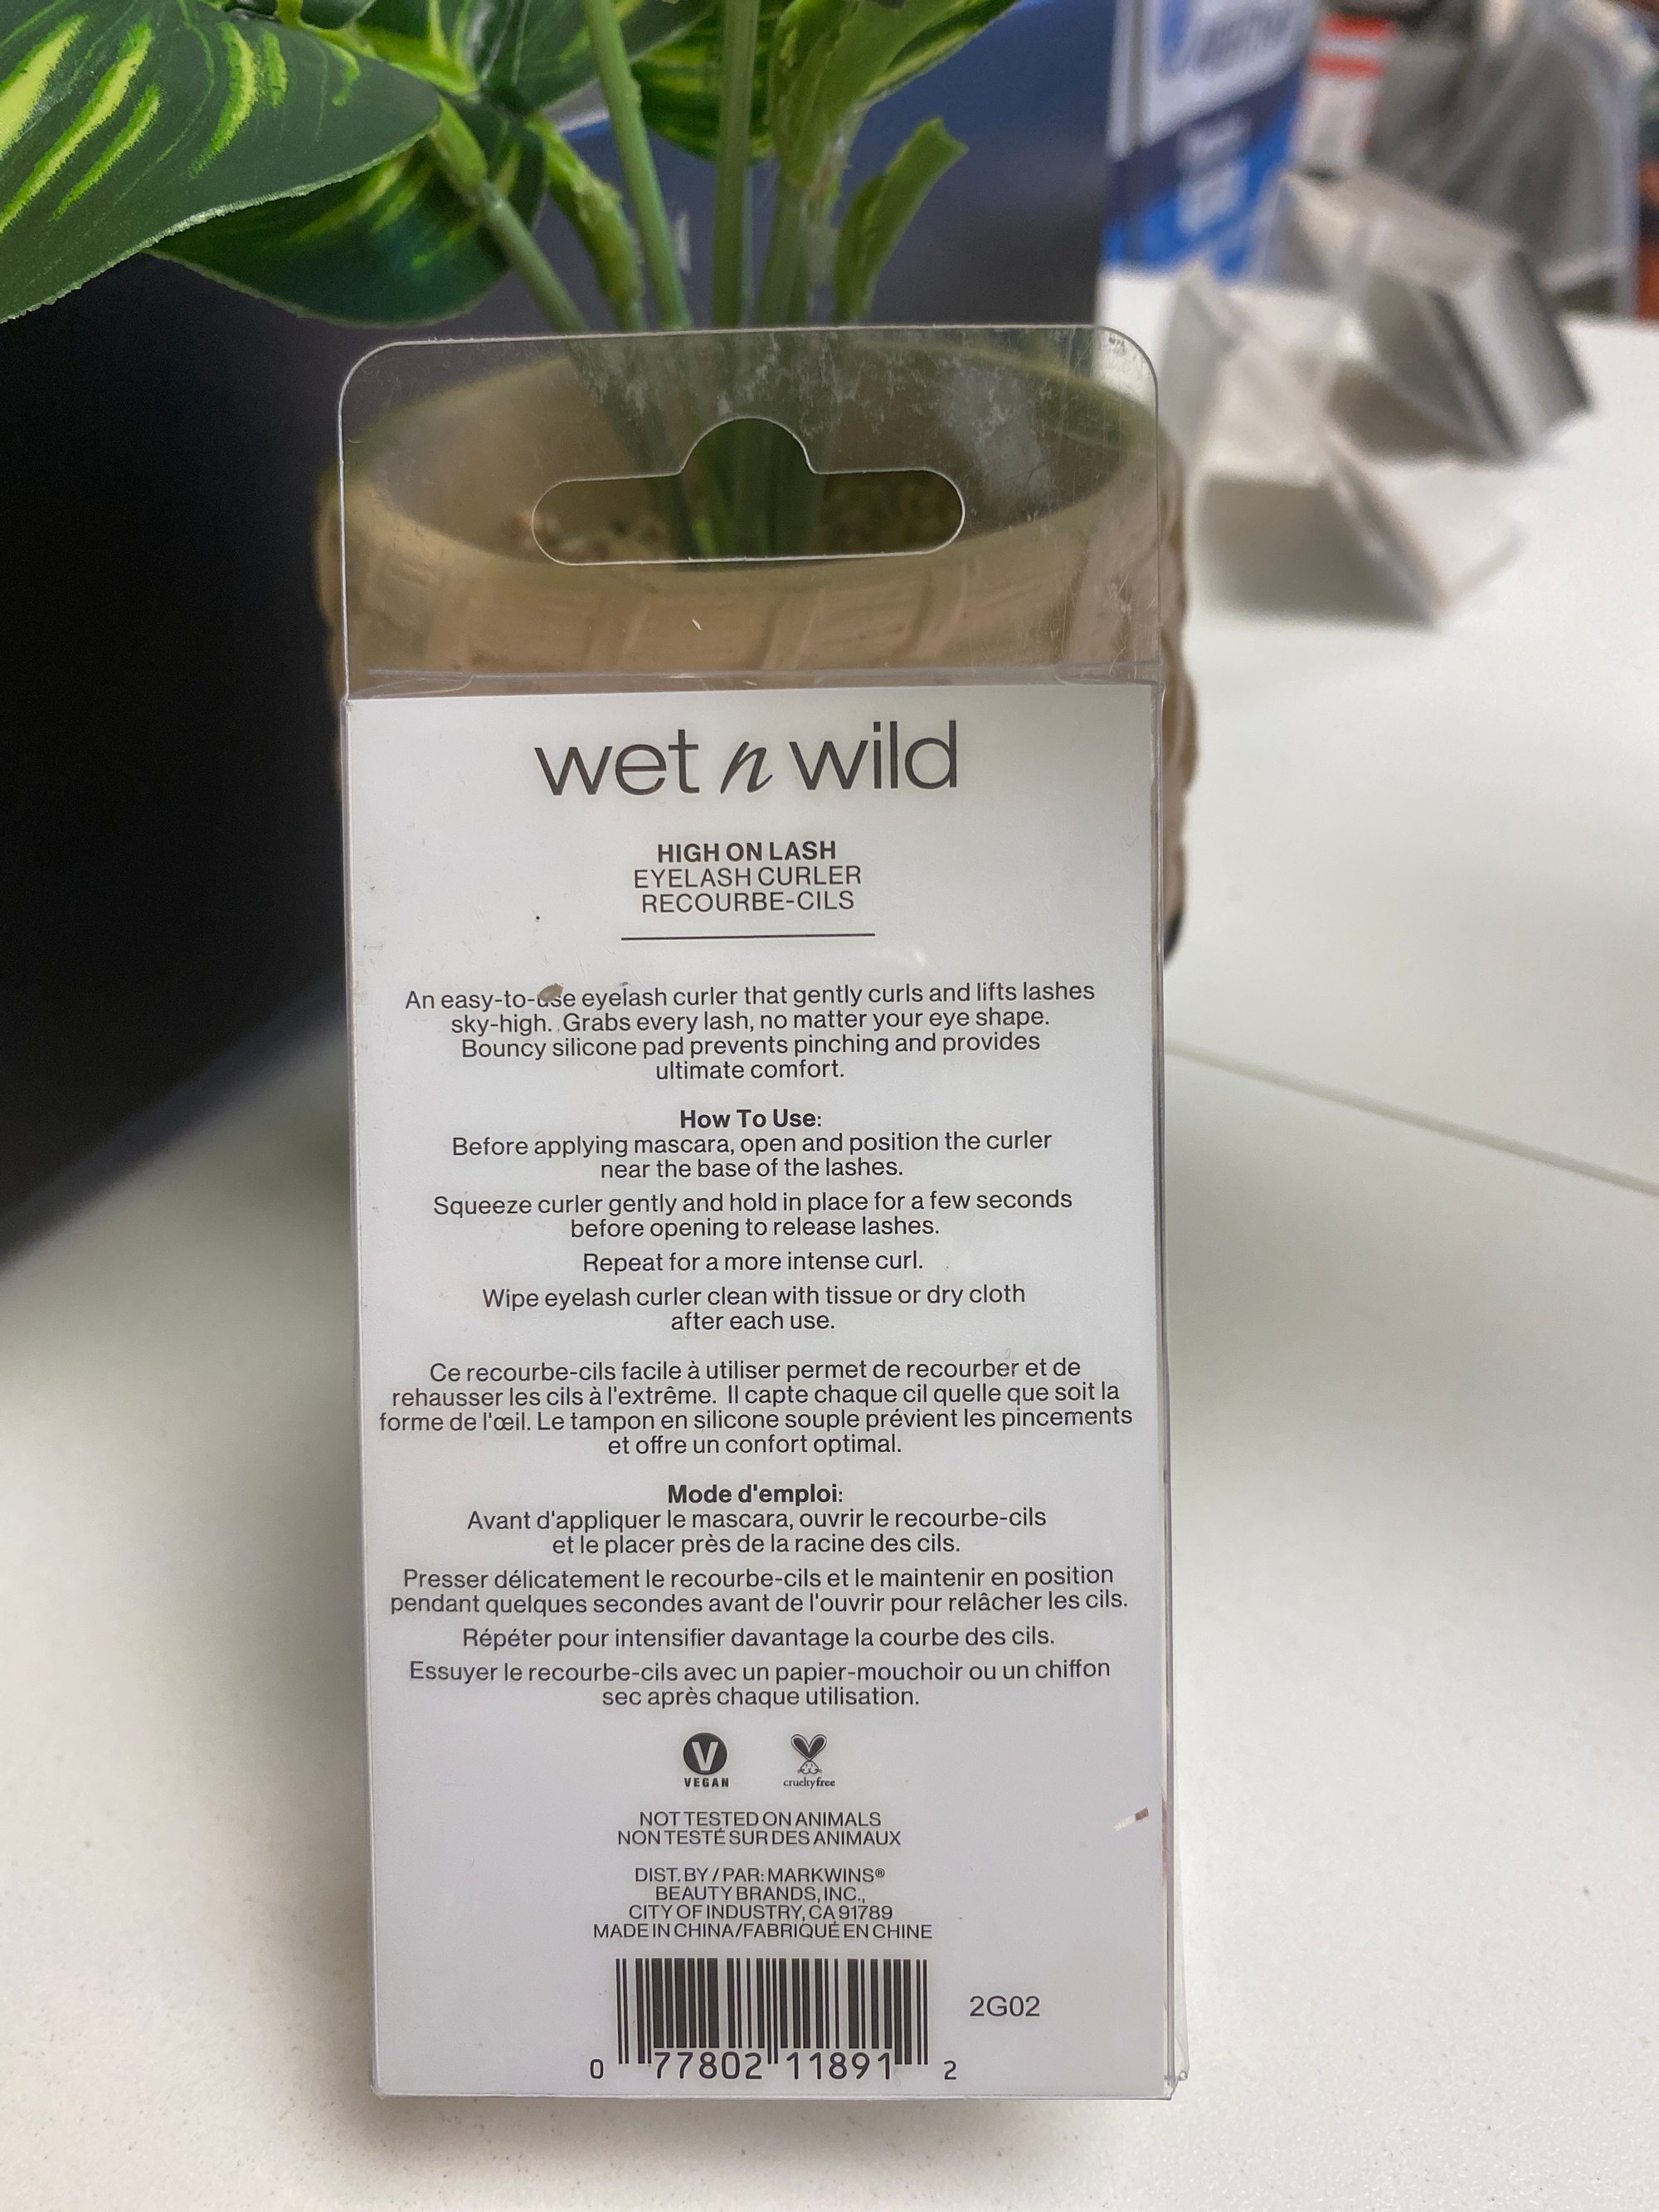 wet n wild
HIGH ON LASH
EYELASH CURLER
RECOURBE-CILS
An easy-to-use eyelash curler that gently curls and lifts lashes
sky-high. Grabs every lash, no matter your eye shape.
Bouncy silicone pad prevents pinching and provides
ultimate comfort.
How To Use:
Before applying mascara, open and position the curler
near the base of the lashes.
Squeeze curler gently and hold in place for a few seconds
before opening to release lashes.
Repeat for a more intense curl.
Wipe eyelash curler clean with tissue or dry cloth
after each use.
Ce recourbe-cils facile à utiliser permet de recourber et de
rehausser les cils à l'extrême. Il capte chaque cil quelle que soit la
forme de l'œil. Le tampon en silicone souple prévient les pincements
et offre un confort optimal.
Mode d'emploi:
Avant d'appliquer le mascara, ouvrir le recourbe-cils
et le placer près de la racine des cils.
Presser délicatement le recourbe-cils et le maintenir en position
pendant quelques secondes avant de l'ouvrir pour relâcher les cils.
Répéter pour intensifier davantage la courbe des cils.
Essuyer le recourbe-cils avec un papier-mouchoir ou un chiffon
sec après chaque utilisation.
V
VEGAN
crueltyfree
NOT TESTED ON ANIMALS
NON TESTÉ SUR DES ANIMAUX
DIST. BY / PAR: MARKWINS®
BEAUTY BRANDS, INC.,
CITY OF INDUSTRY, CA 91789
MADE IN CHINA/FABRIQUÉ EN CHINE
2G02
0 77802 11891 2